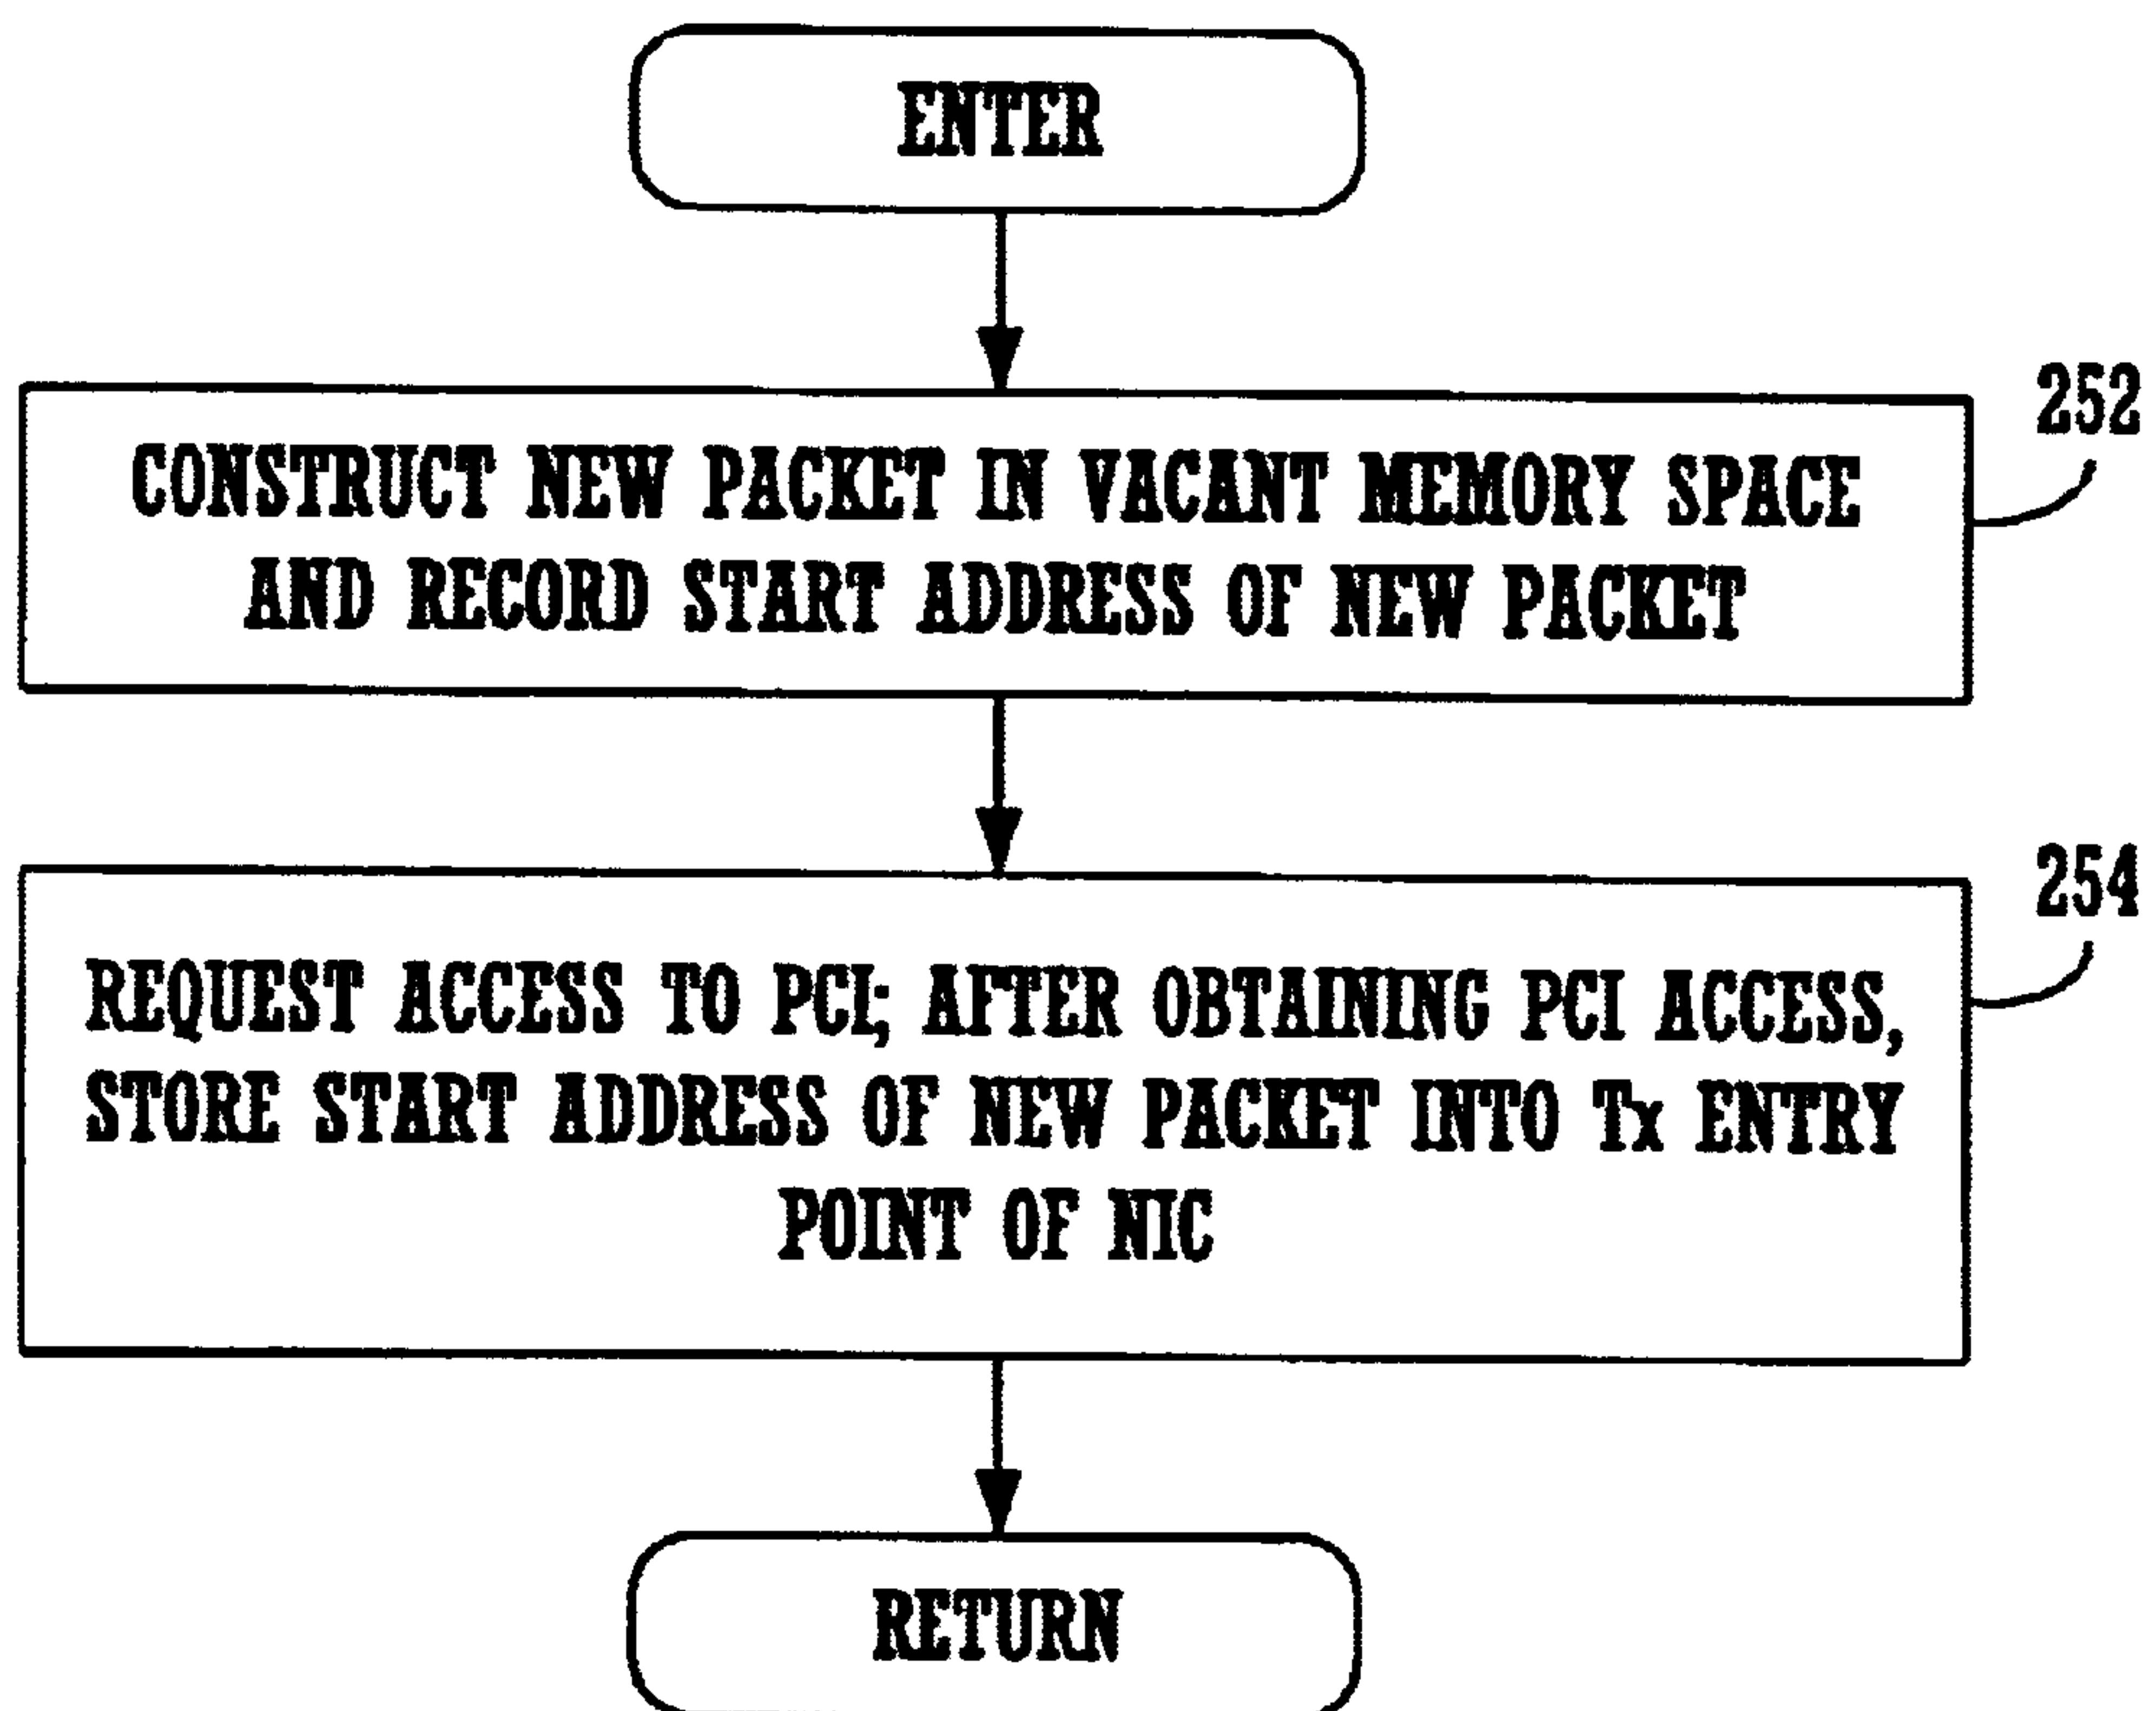 ENTER
252
CONSTRUCT NEW PACKET IN VACANT MEMORY SPACE
AND RECORD START ADDRESS OF NEW PACKET
254
REQUEST ACCESS TO PCI; AFTER OBTAINING PCI ACCESS,
STORE START ADDRESS OF NEW PACKET INTO Tx ENTRY
POINT OF NIC
RETURN